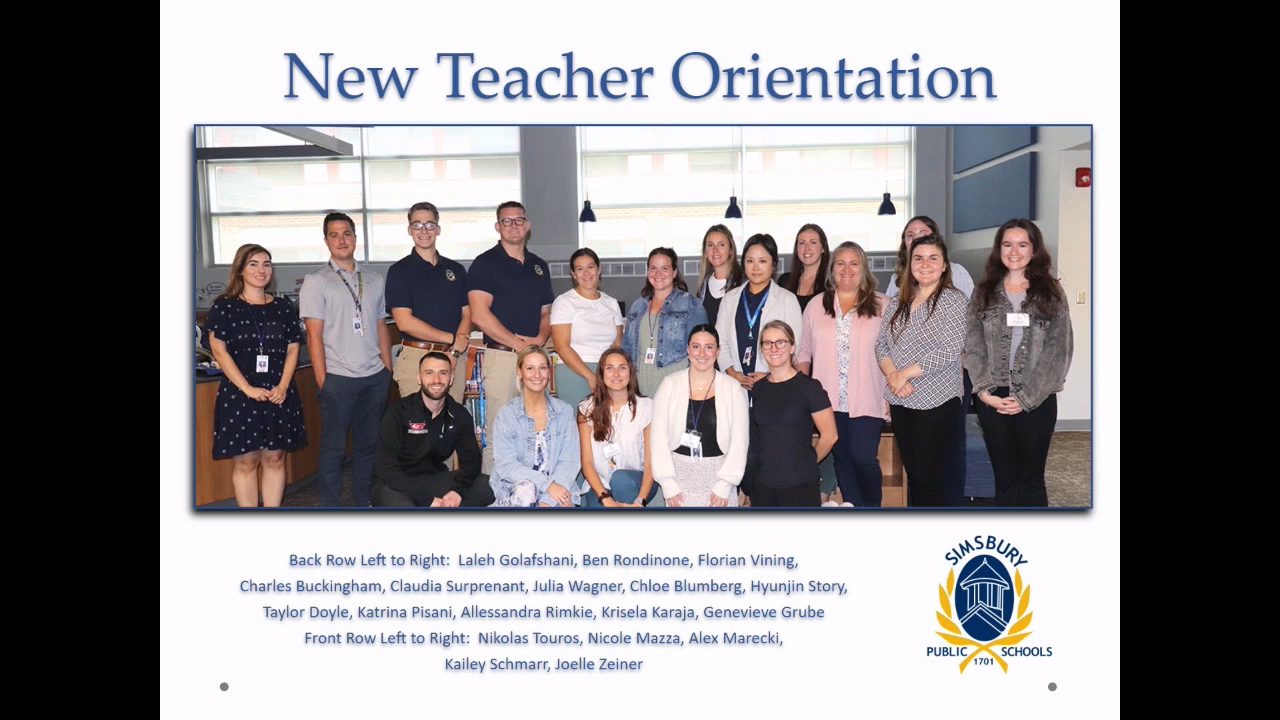 New Teacher Orientation
Back Row Left to Right:  Laleh Golafshani, Ben Rondinone, Florian Vining,
Charles Buckingham, Claudia Surprenant, Julia Wagner, Chloe Blumberg, Hyunjin Story,
Taylor Doyle, Katrina Pisani, Allessandra Rimkie, Krisela Karaja, Genevieve Grube
Front Row Left to Right:  Nikolas Touros, Nicole Mazza, Alex Marecki,
Kailey Schmarr, Joelle Zeiner
SIMSBURY
PUBLIC SCHOOLS
1701